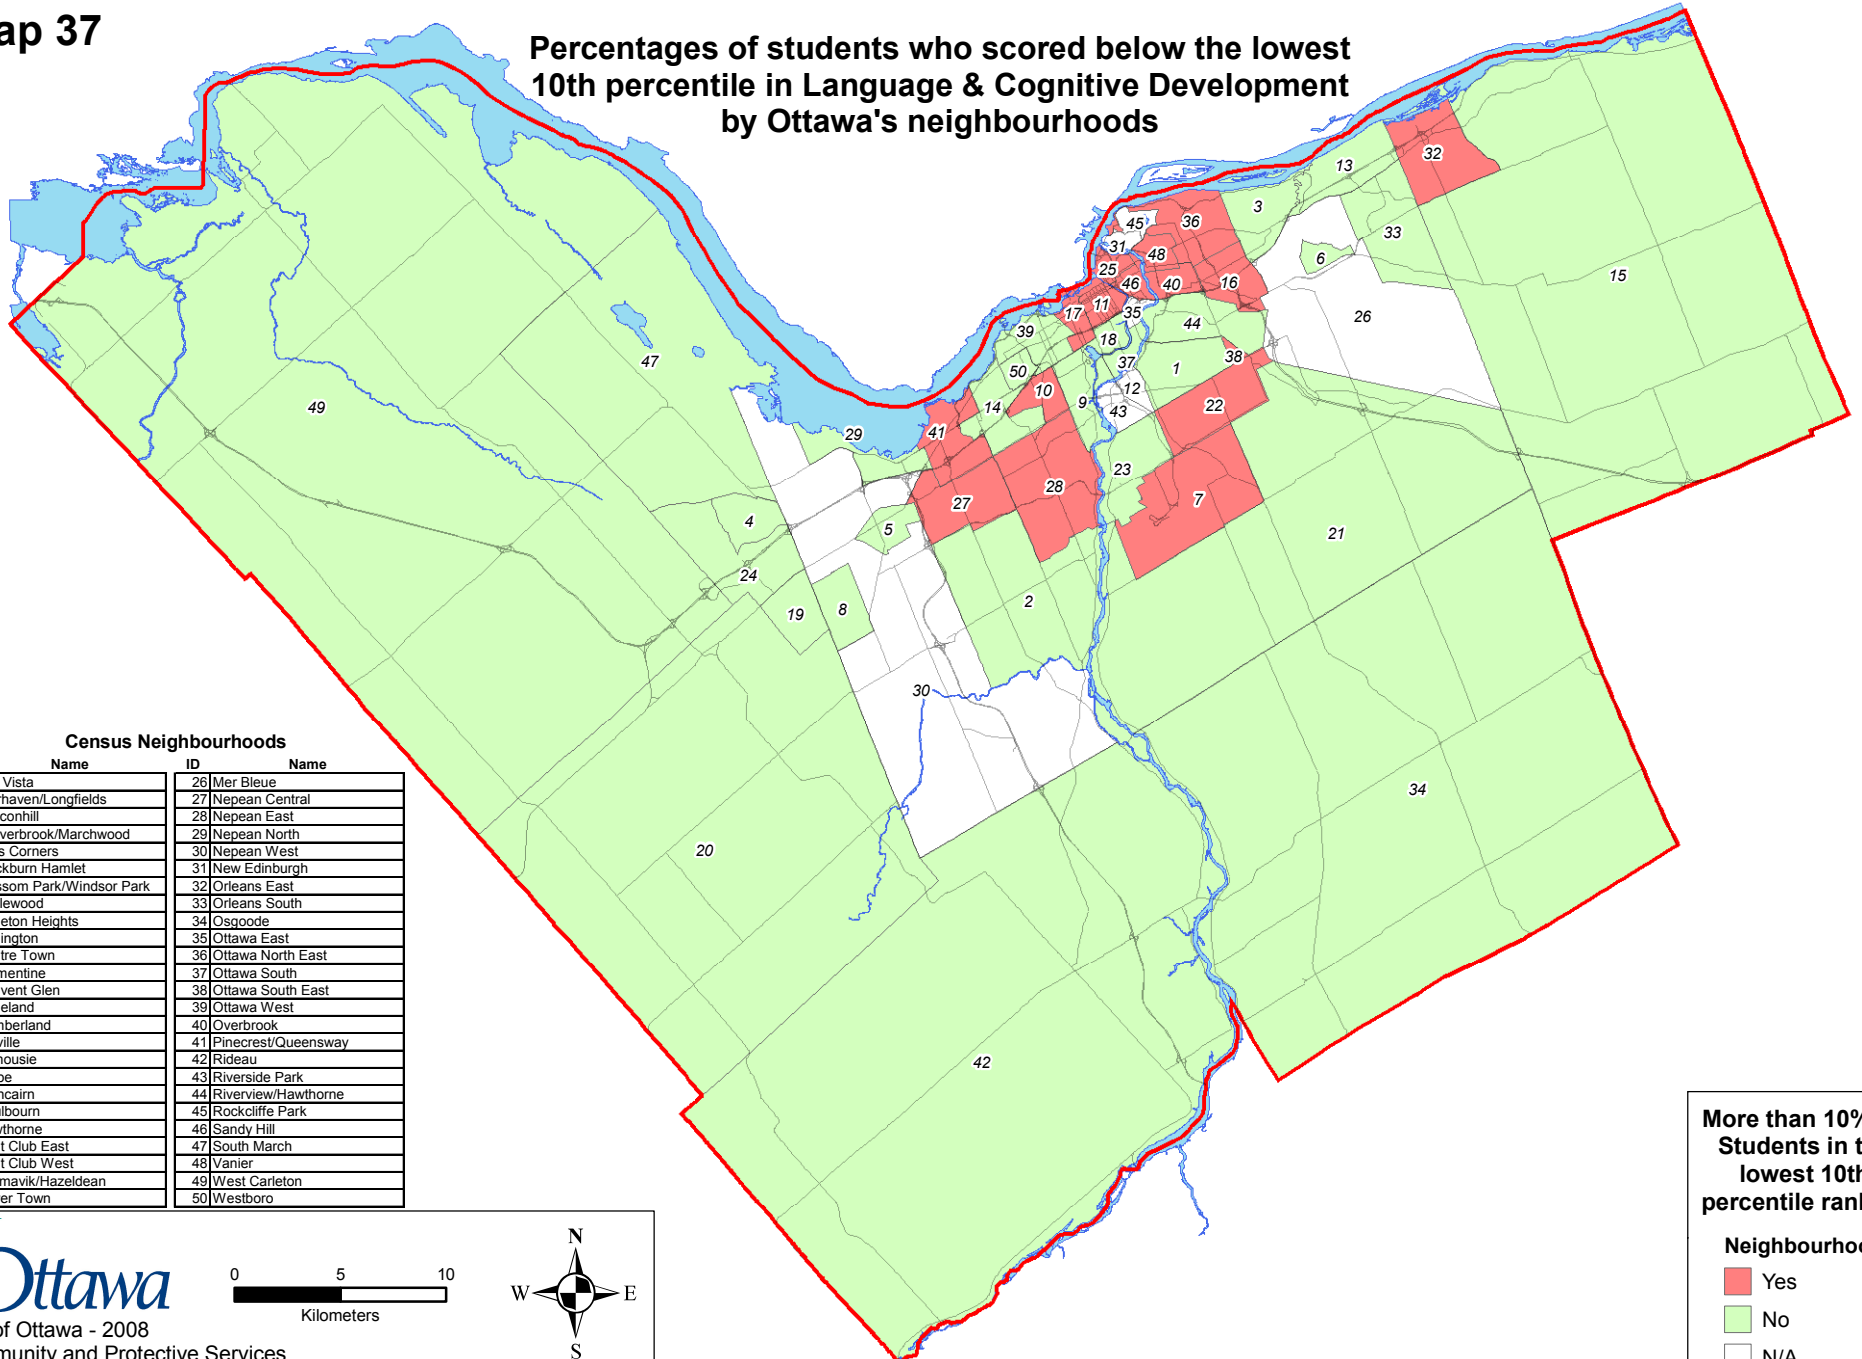 ap 37
Percentages of students who scored below the lowest
10th percentile in Language & Cognitive Development
by Ottawa's neighbourhoods
32
13
3
36
45
33
31
48
6
25
15
46
40
16
11
35
17
26
44
39
18
47
38
37
50
1
10
12
49
9
22
14
43
29
41
23
28
7
27
4
5
21
24
2
19
8
30
34
20
42
Census Neighbourhoods
Name ID Name
Vista 26 Mer Bleue
rhaven/Longfields 27 Nepean Central
conhill 28 Nepean East
verbrook/Marchwood 29 Nepean North
s Corners 30 Nepean West
ckburn Hamlet 31 New Edinburgh
ssom Park/Windsor Park 32 Orleans East
lewood 33 Orleans South
leton Heights 34 Osgoode
ington 35 Ottawa East
tre Town 36 Ottawa North East
mentine 37 Ottawa South
vent Glen 38 Ottawa South East
eland 39 Ottawa West
mberland 40 Overbrook
ville 41 Pinecrest/Queensway
housie 42 Rideau
be 43 Riverside Park
ncairn 44 Riverview/Hawthorne
lbourn 45 Rockcliffe Park
wthorne 46 Sandy Hill
t Club East 47 South March
t Club West 48 Vanier
mavik/Hazeldean 49 West Carleton
er Town 50 Westboro
Ottawa
of Ottawa - 2008
munity and Protective Services
0 5 10
Kilometers
N
W E
S
More than 10%
Students in t
lowest 10th
percentile rank
Neighbourhoo
Yes
No
N/A